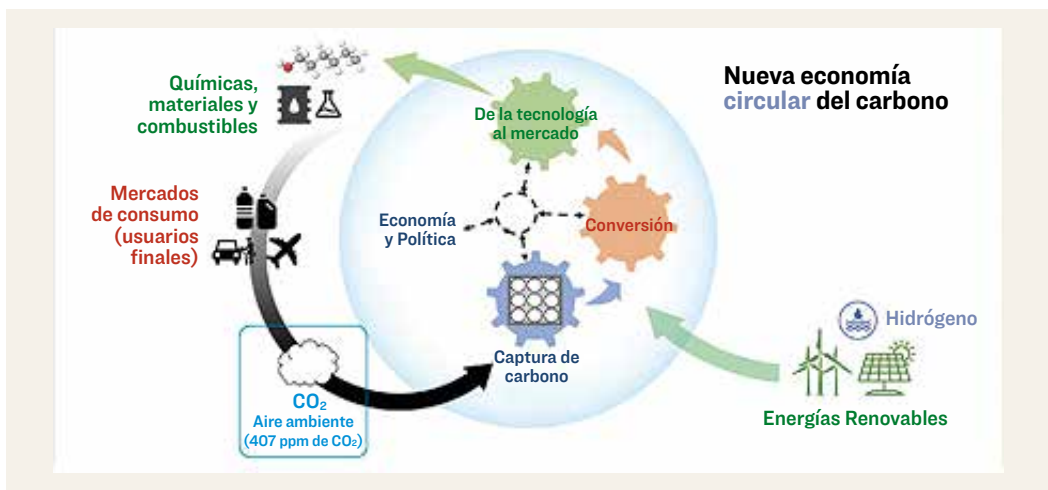 Nueva economía
circular del carbono
Químicas,
materiales y
combustibles
De la tecnología
al mercado
Mercados
de consumo
(usuarios
finales)
Economía
y Política
Conversión
Captura de
carbono
Hidrógeno
Energías Renovables
CO₂
Aire ambiente
(407 ppm de CO₂)